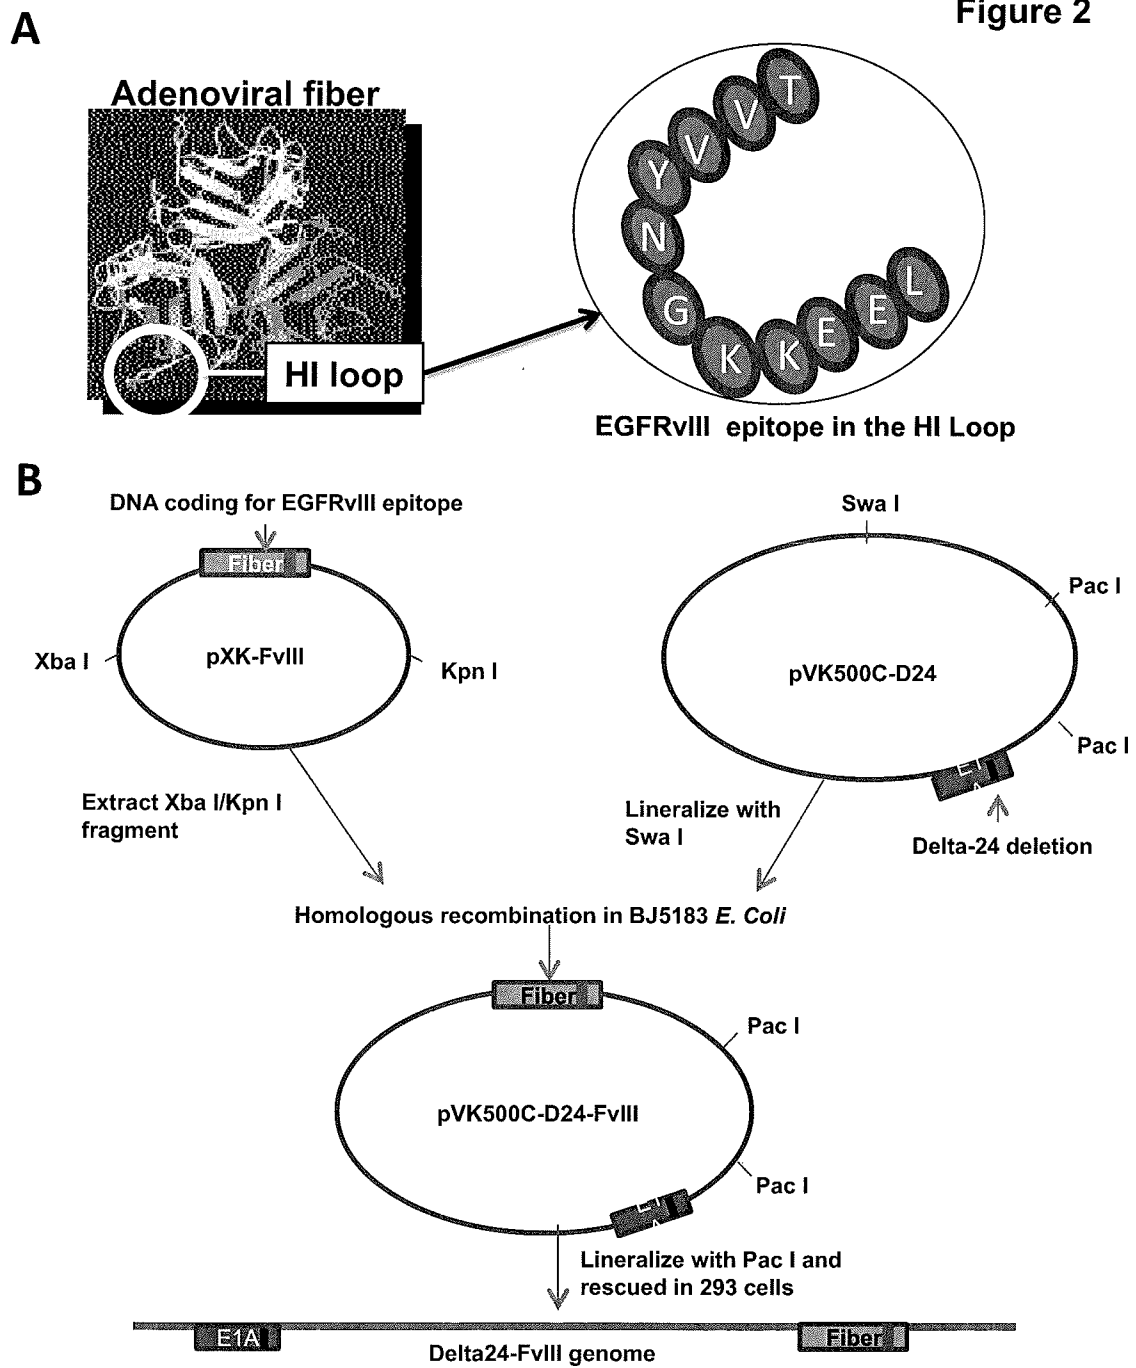 Figure 2
A
Adenoviral fiber
HI loop
T
V
V
Y
N
G
K
K
E
E
L
EGFRvIII epitope in the HI Loop
B
DNA coding for EGFRvIII epitope
Fiber
Xba I
pXK-FvIII
Kpn I
Swa I
Pac I
pVK500C-D24
Pac I
Extract Xba I/Kpn I
fragment
Lineralize with
Swa I
Delta-24 deletion
Homologous recombination in BJ5183 E. Coli
Fiber
Pac I
pVK500C-D24-FvIII
Pac I
Lineralize with Pac I and
rescued in 293 cells
E1A
Fiber
Delta24-FvIII genome